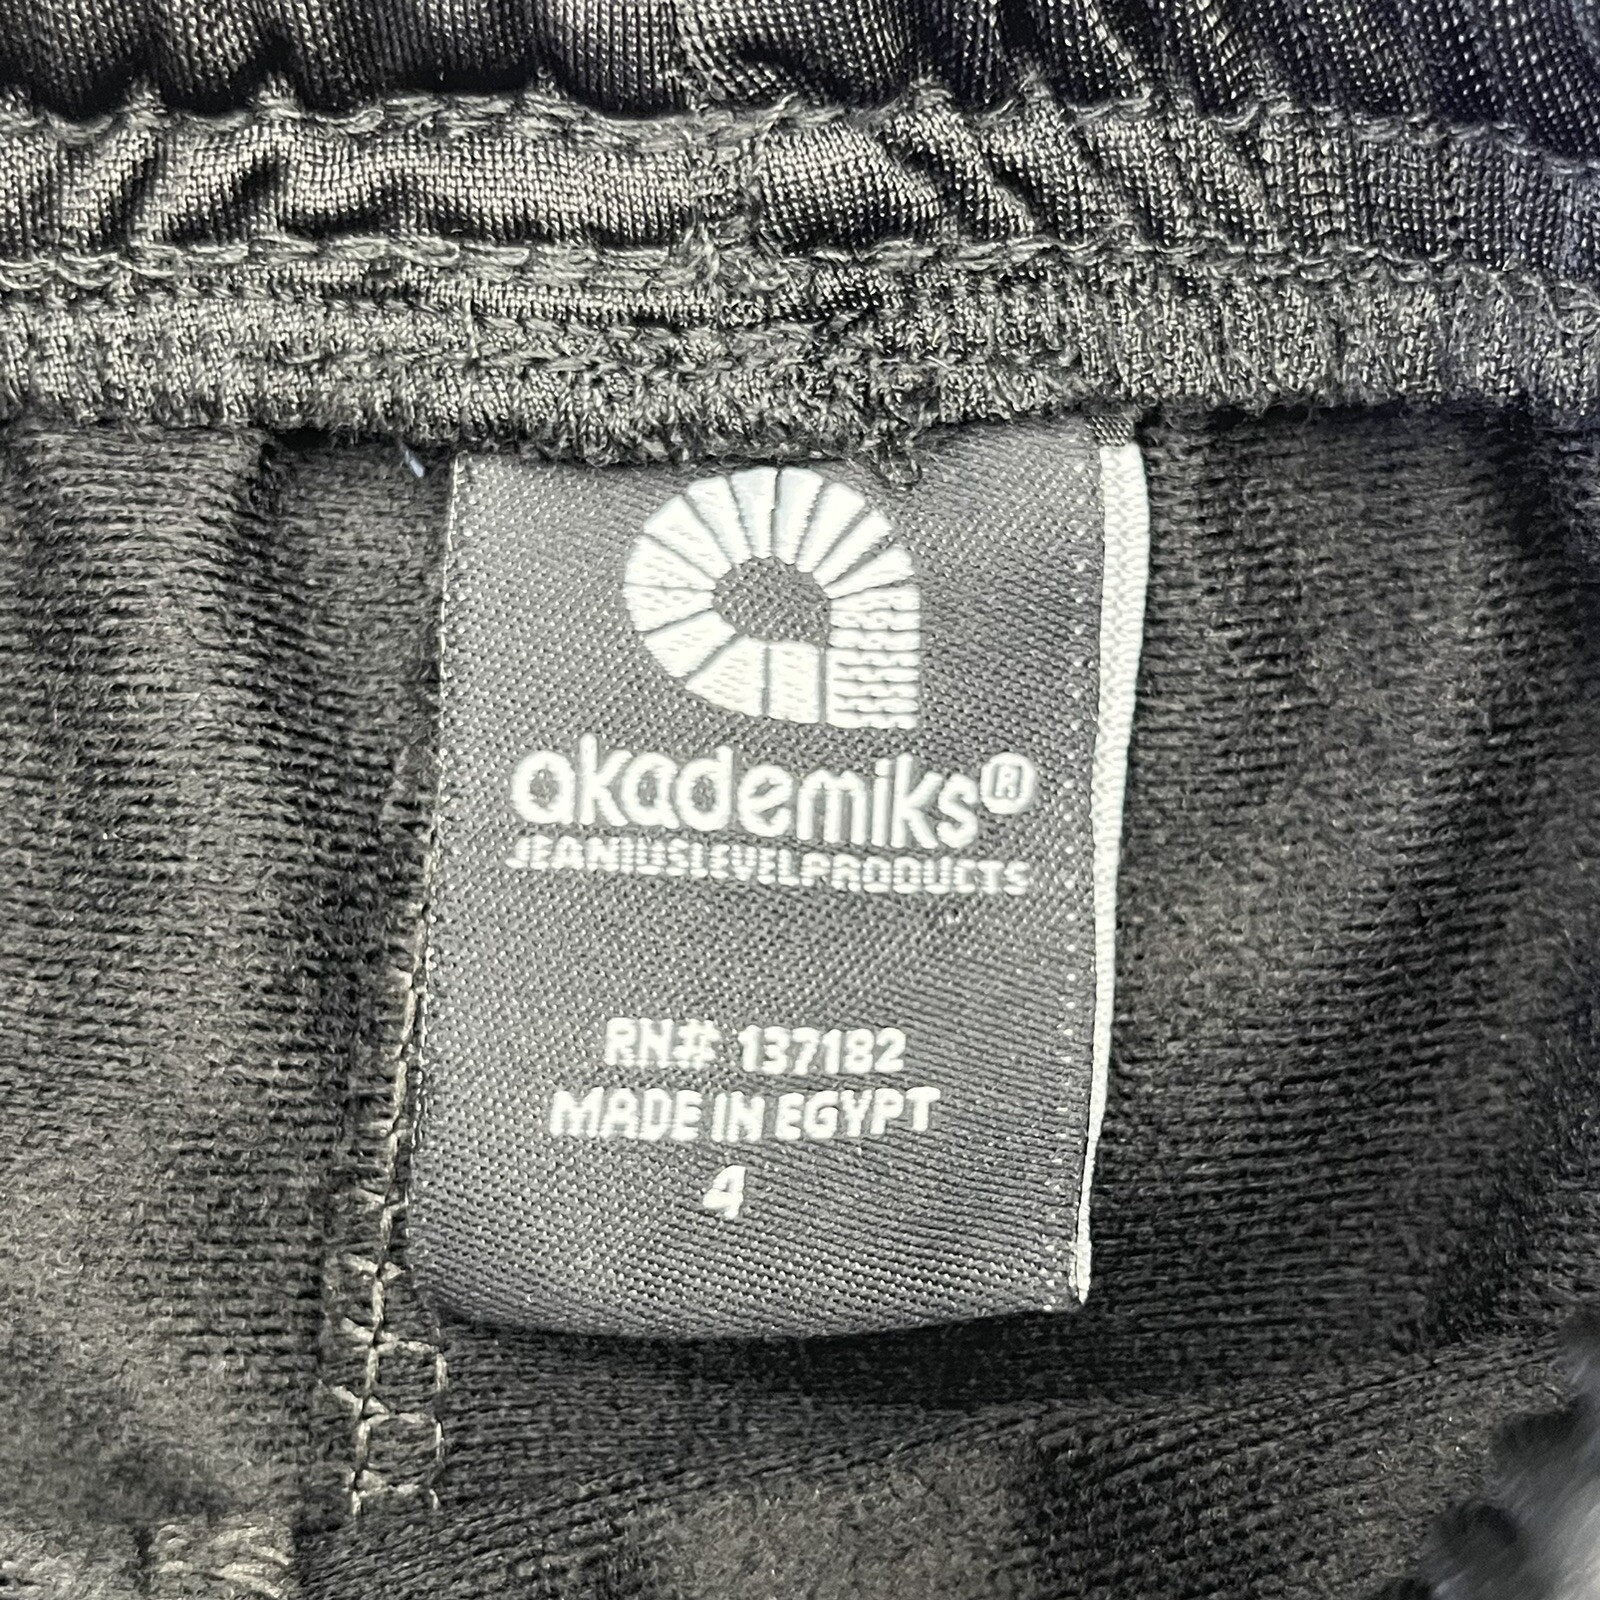 akademiks®
JEANIUSLEVELPRODUCTS
RN# 137182
MADE IN EGYPT
4